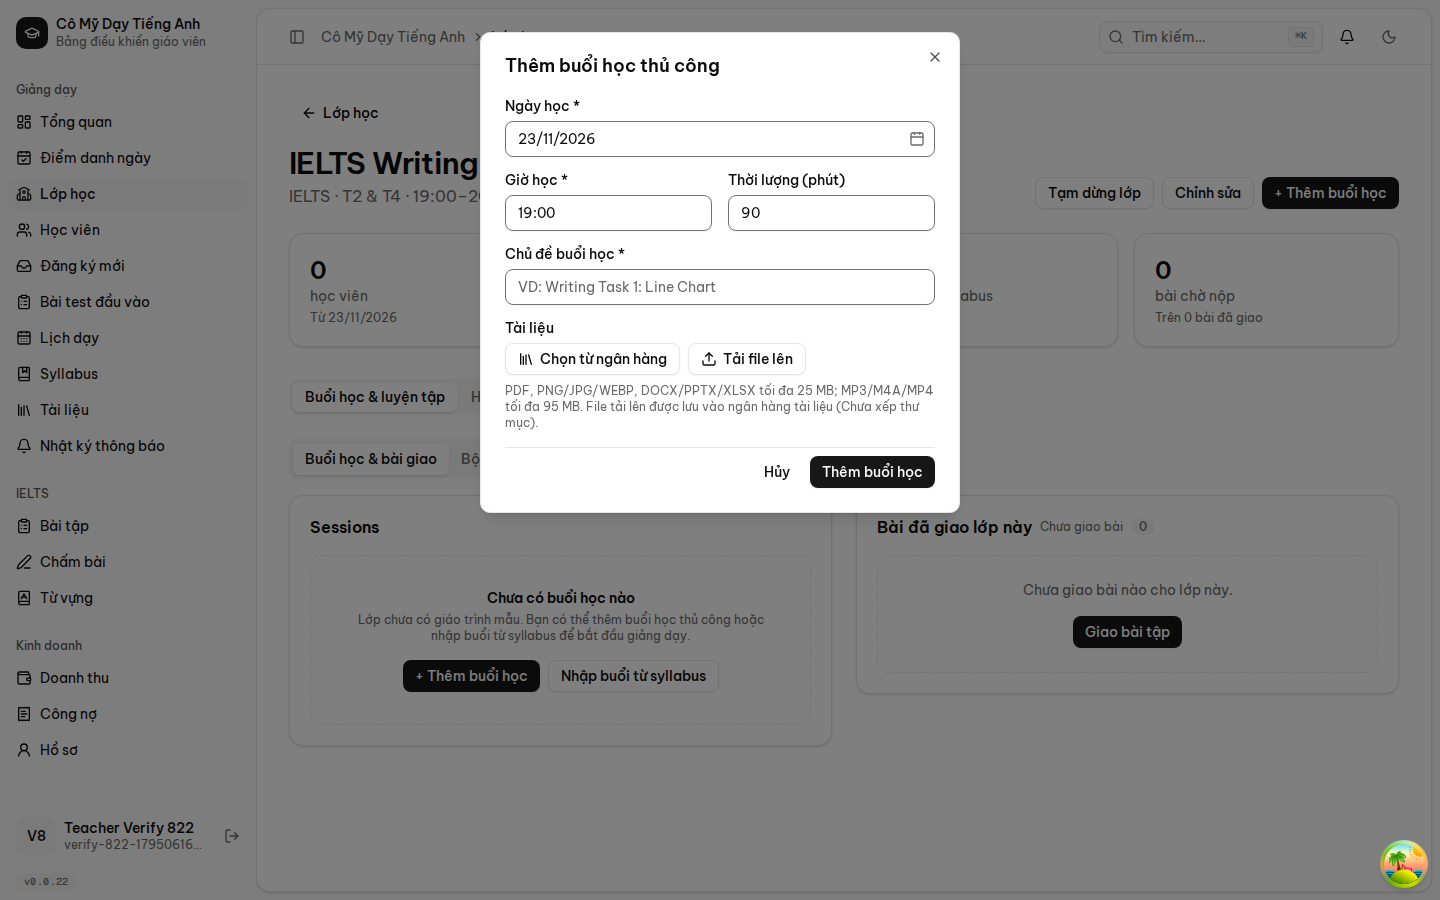 Cô Mỹ Dạy Tiếng Anh
Bảng điều khiển giáo viên
Giảng dạy
Tổng quan
Điểm danh ngày
Lớp học
Học viên
Đăng ký mới
Bài test đầu vào
Lịch dạy
Syllabus
Tài liệu
Nhật ký thông báo
IELTS
Bài tập
Chấm bài
Từ vựng
Kinh doanh
Doanh thu
Công nợ
Hồ sơ
V8
Teacher Verify 822
verify-822-17950616...
v0.0.22
Cô Mỹ Dạy Tiếng Anh
Tìm kiếm...
⌘K
Lớp học
IELTS Writing
IELTS · T2 & T4 · 19:00–
Tạm dừng lớp
Chỉnh sửa
+ Thêm buổi học
0
học viên
Từ 23/11/2026
0
bài chờ nộp
Trên 0 bài đã giao
Buổi học & luyện tập
Buổi học & bài giao
Sessions
Chưa có buổi học nào
Lớp chưa có giáo trình mẫu. Bạn có thể thêm buổi học thủ công hoặc
nhập buổi từ syllabus để bắt đầu giảng dạy.
+ Thêm buổi học
Nhập buổi từ syllabus
Bài đã giao lớp này
Chưa giao bài
0
Chưa giao bài nào cho lớp này.
Giao bài tập
Thêm buổi học thủ công
Ngày học *
23/11/2026
Giờ học *
Thời lượng (phút)
19:00
90
Chủ đề buổi học *
VD: Writing Task 1: Line Chart
Tài liệu
Chọn từ ngân hàng
Tải file lên
PDF, PNG/JPG/WEBP, DOCX/PPTX/XLSX tối đa 25 MB; MP3/M4A/MP4
tối đa 95 MB. File tải lên được lưu vào ngân hàng tài liệu (Chưa xếp thư
mục).
Hủy
Thêm buổi học